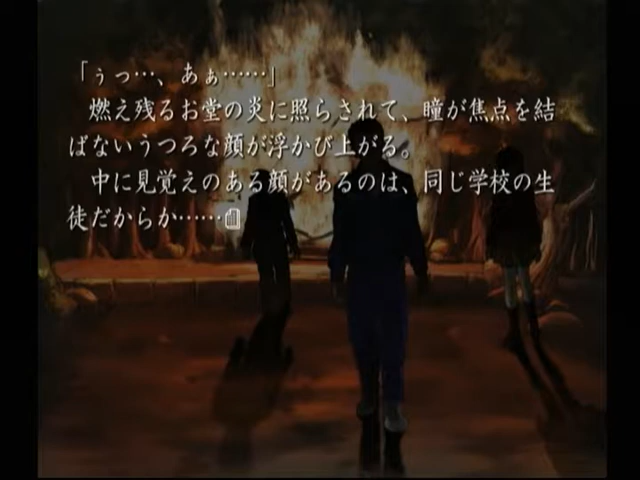 「ぅっ…、あぁ……」
燃え残るお堂の炎に照らされて、瞳が焦点を結
ばないうつろな顔が浮かび上がる。
中に見覚えのある顔があるのは、同じ学校の生
徒だからか……